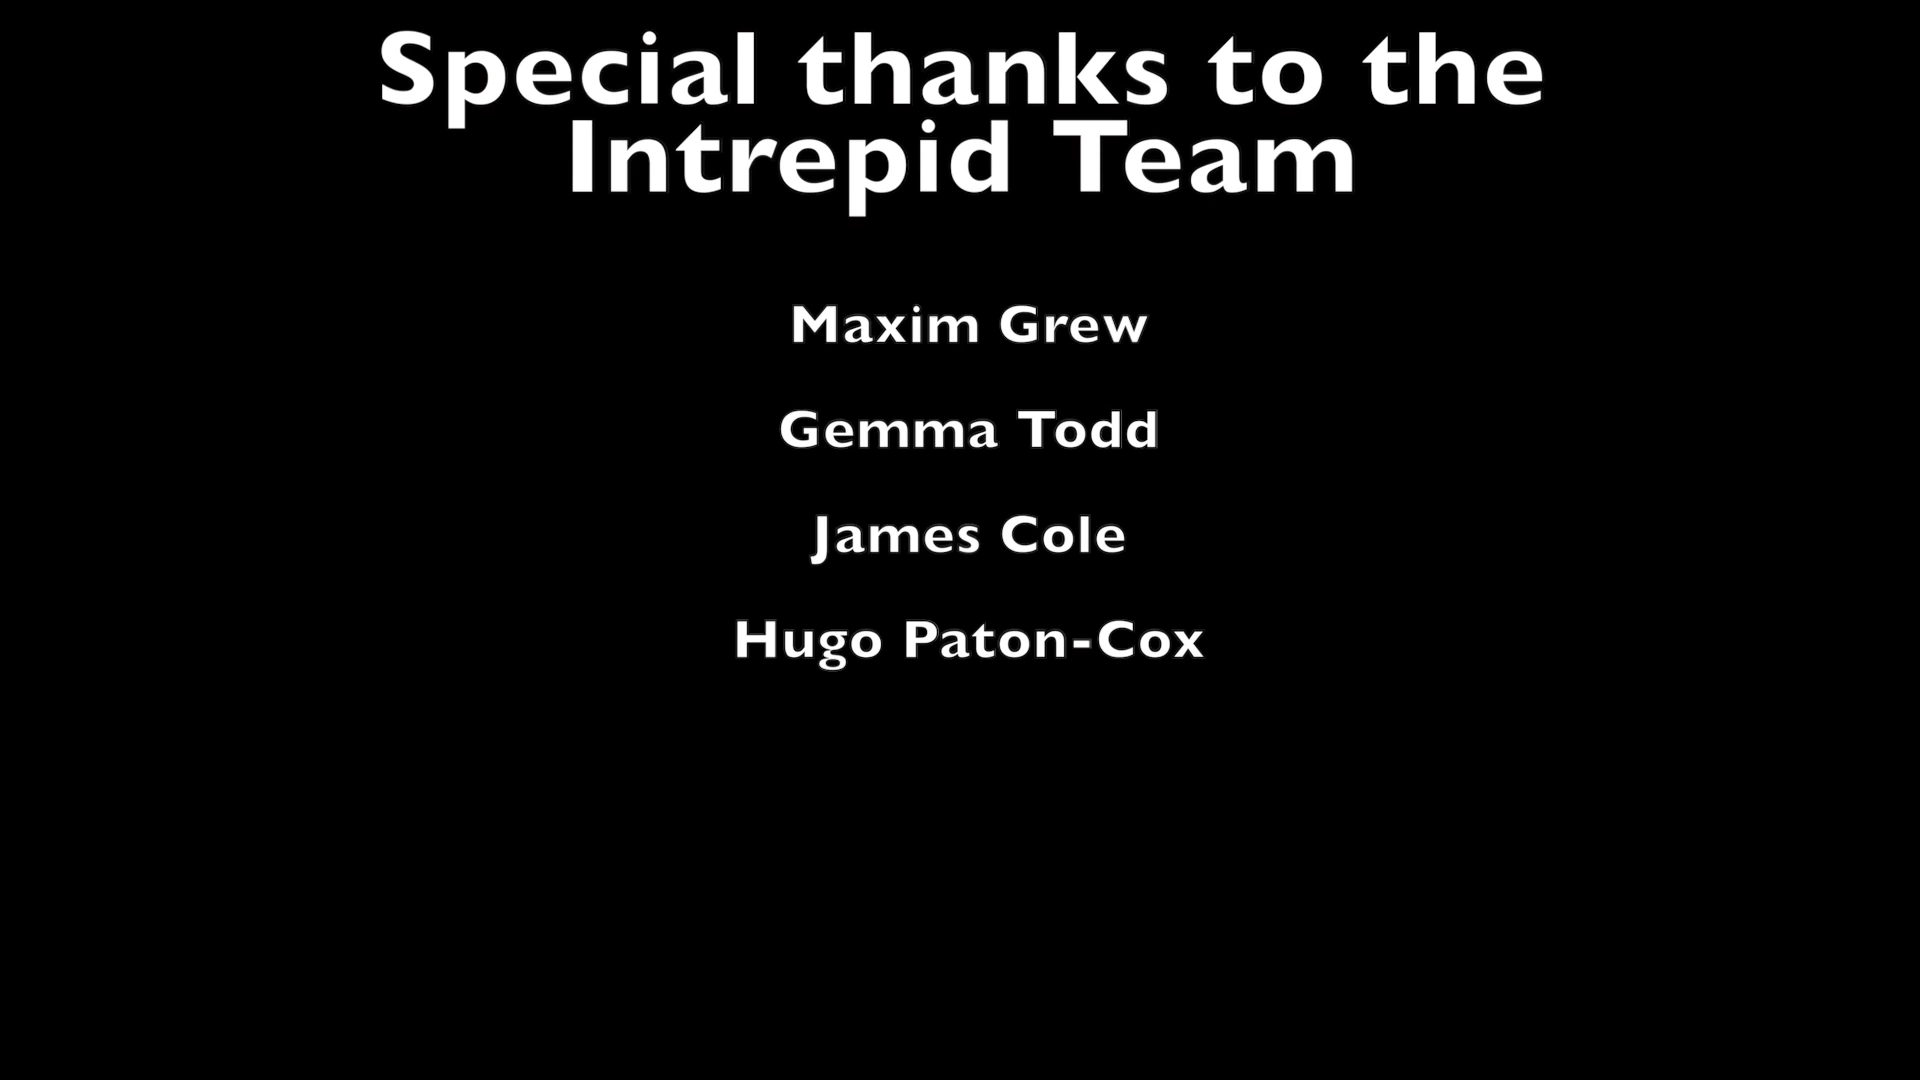 Special thanks to the
Intrepid Team
Maxim Grew
Gemma Todd
James Cole
Hugo Paton-Cox